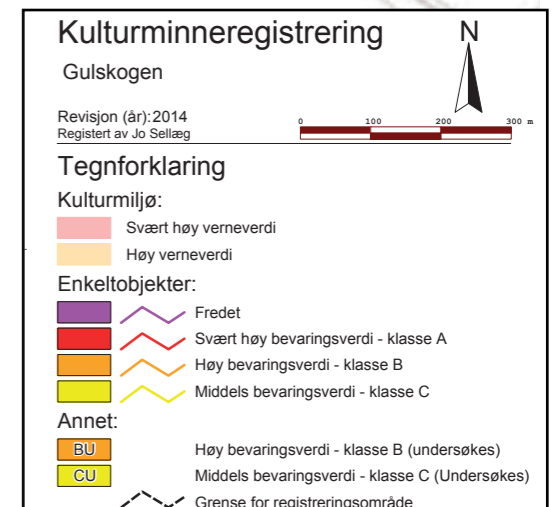 Kulturminneregistrering
N
Gulskogen
Revisjon (år):2014
Registert av Jo Sellæg
0 100 200 300 m
Tegnforklaring
Kulturmiljø:
Svært høy verneverdi
Høy verneverdi
Enkeltobjekter:
Fredet
Svært høy bevaringsverdi - klasse A
Høy bevaringsverdi - klasse B
Middels bevaringsverdi - klasse C
Annet:
BU Høy bevaringsverdi - klasse B (undersøkes)
CU Middels bevaringsverdi - klasse C (Undersøkes)
Grense for registreringsområde